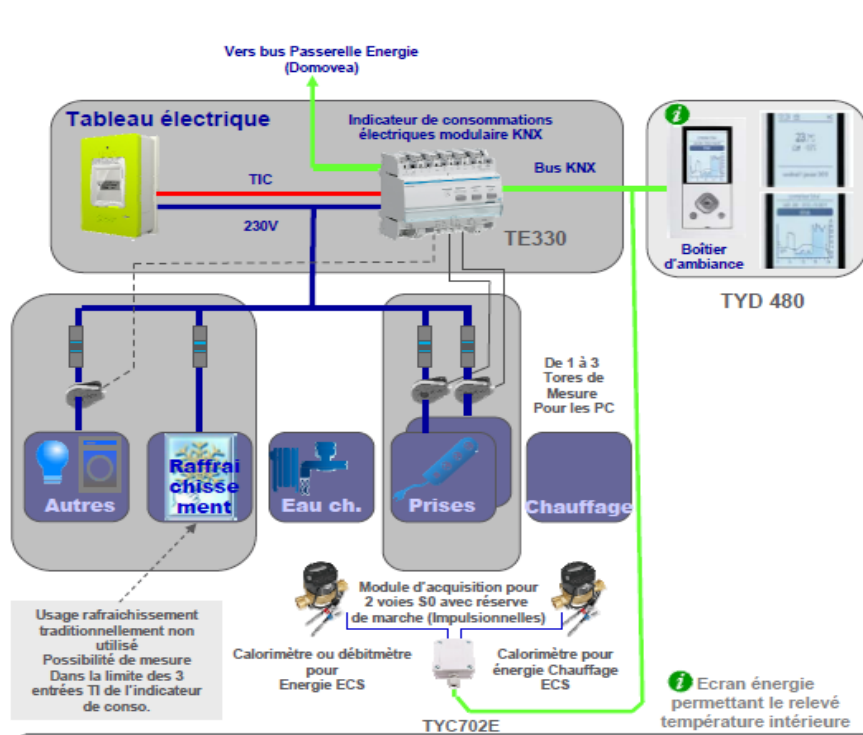 Vers bus Passerelle Energie
(Domovea)
Tableau électrique
Indicateur de consommations
électriques modulaire KNX
TIC
Bus KNX
230V
TE330
Boîtier
d'ambiance
TYD 480
De 1 à 3
Tores de
Mesure
Pour les PC
Autres
Raffrai
chisse
ment
Eau ch.
Prises
Chauffage
Usage rafraichissement
traditionnellement non
utilisé
Possibilité de mesure
Dans la limite des 3
entrées TI de l'indicateur
de conso.
Module d'acquisition pour
2 voies S0 avec réserve
de marche (Impulsionnelles)
Calorimètre ou débitmètre
pour
Energie ECS
Calorimètre pour
énergie Chauffage
ECS
TYC702E
i Ecran énergie
permettant le relevé
température intérieure